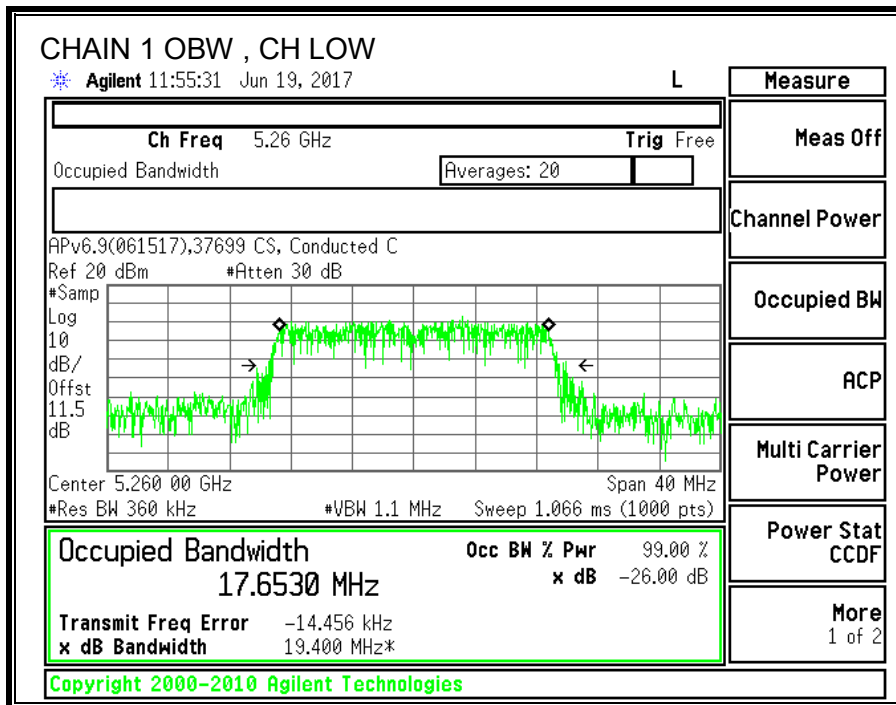 CHAIN 1 OBW , CH LOW
Agilent 11:55:31 Jun 19, 2017 L
Measure
Ch Freq 5.26 GHz Trig Free
Occupied Bandwidth Averages: 20
APv6.9(061517),37699 CS, Conducted C
Ref 20 dBm #Atten 30 dB
#Samp
Log
10
dB/
Offst
11.5
dB
Center 5.260 00 GHz Span 40 MHz
#Res BW 360 kHz #VBW 1.1 MHz Sweep 1.066 ms (1000 pts)
Occupied Bandwidth Occ BW % Pwr 99.00 %
17.6530 MHz x dB -26.00 dB
Transmit Freq Error -14.456 kHz
x dB Bandwidth 19.400 MHz*
Meas Off
Channel Power
Occupied BW
ACP
Multi Carrier
Power
Power Stat
CCDF
More
1 of 2
Copyright 2000-2010 Agilent Technologies